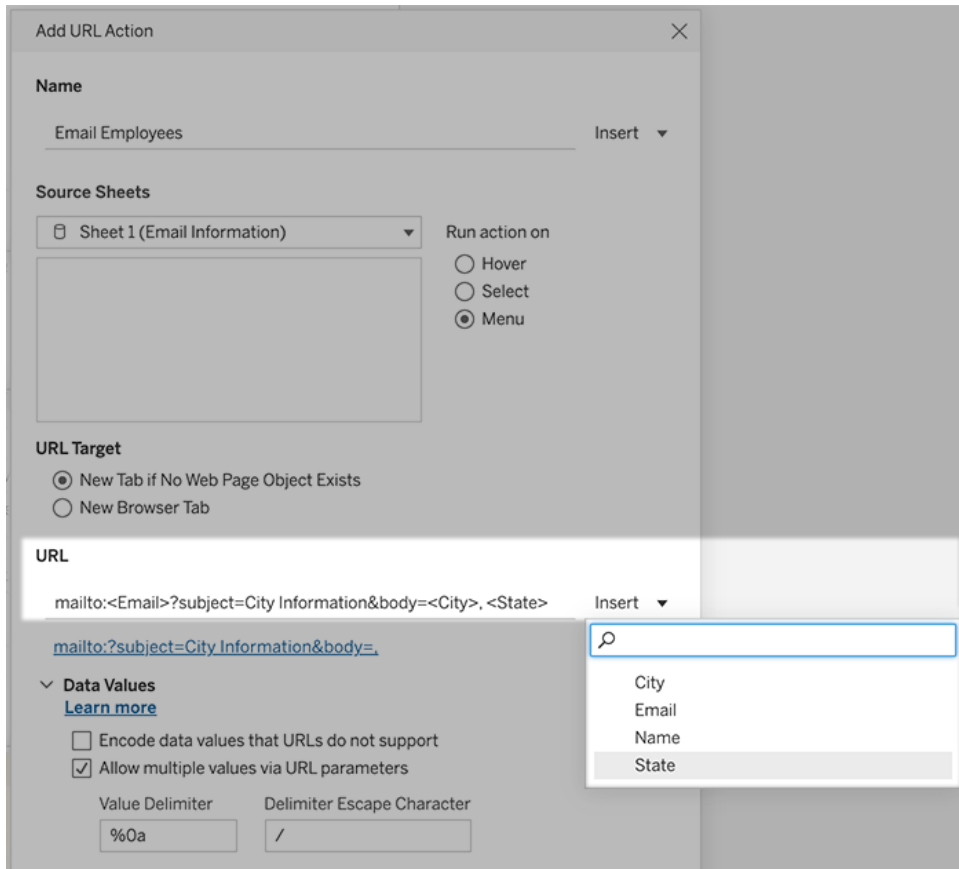 Add URL Action
Name
Email Employees
Insert
Source Sheets
Sheet 1 (Email Information)
Run action on
Hover
Select
Menu
URL Target
New Tab if No Web Page Object Exists
New Browser Tab
URL
mailto:<Email>?subject=City Information&body=<City>, <State>
Insert
mailto:?subject=City Information&body=,
City
Email
Name
State
Data Values
Learn more
Encode data values that URLs do not support
Allow multiple values via URL parameters
Value Delimiter
Delimiter Escape Character
%0a
/